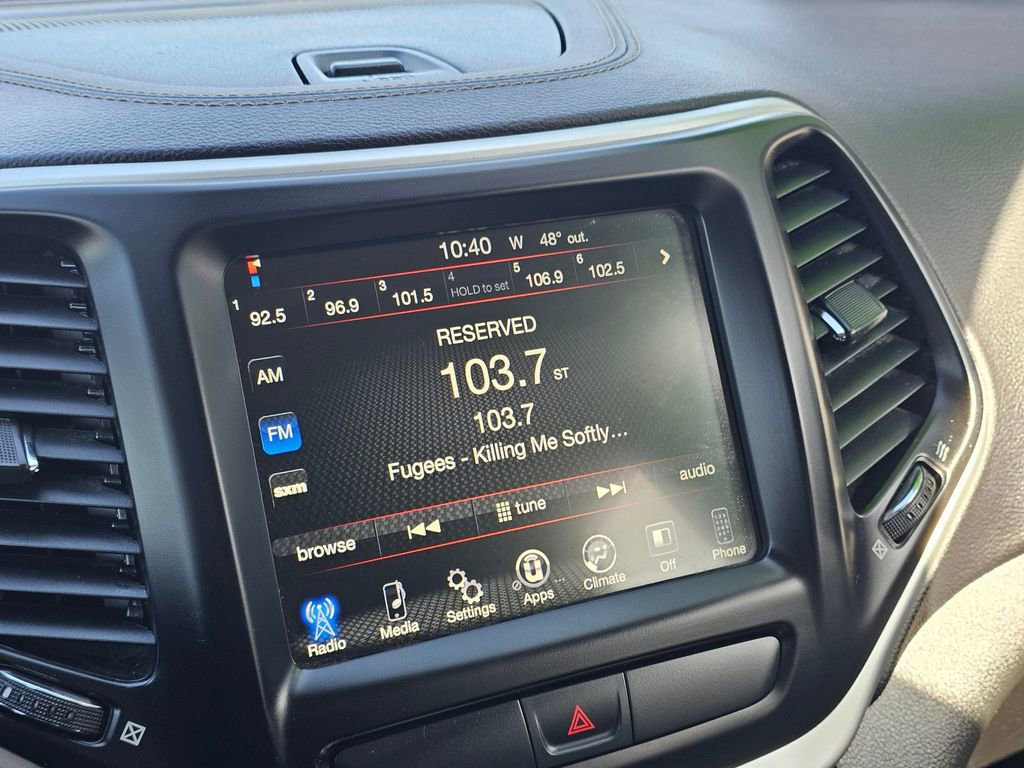 10:40 W 48° out.
1 92.5 2 96.9 3 101.5 4 HOLD to set 5 106.9 6 102.5
RESERVED
AM
103.7 ST
103.7
FM
Fugees - Killing Me Softly...
sxm
browse tune audio
Radio Media Settings Apps Climate Off Phone